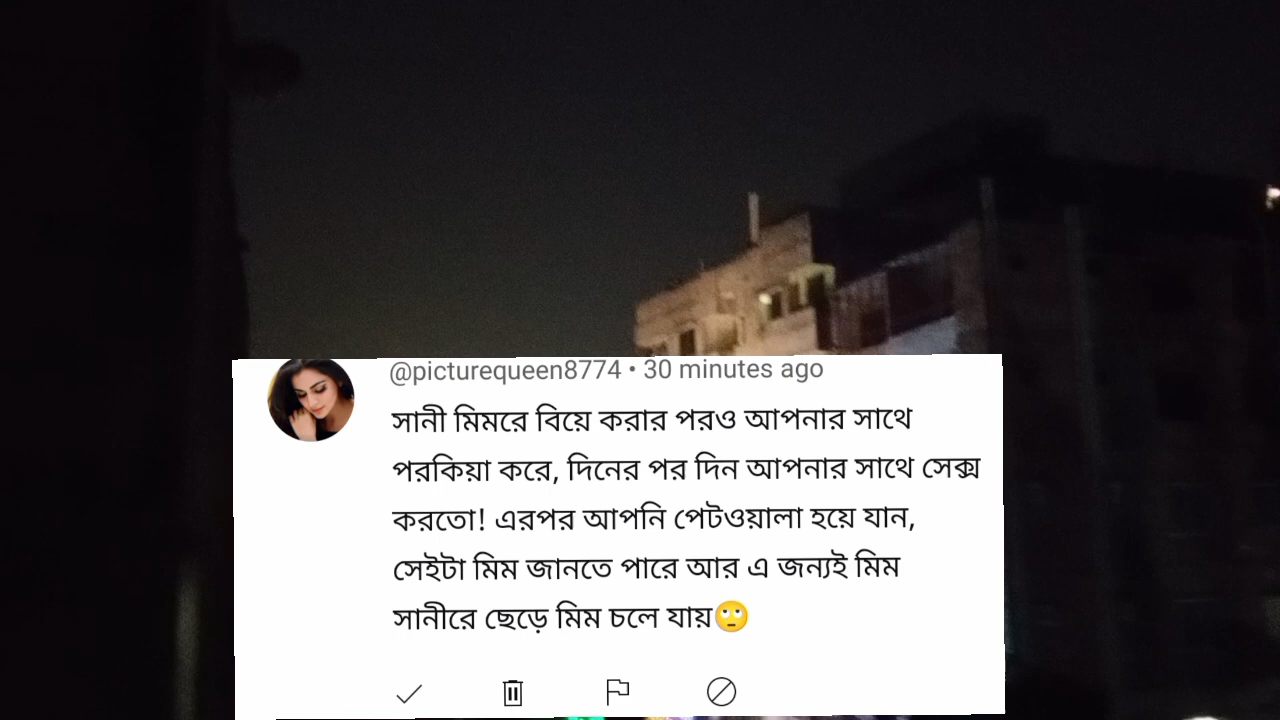 @picturequeen8774 • 30 minutes ago
সানী মিমরে বিয়ে করার পরও আপনার সাথে
পরকিয়া করে, দিনের পর দিন আপনার সাথে সেক্স
করতো! এরপর আপনি পেটওয়ালা হয়ে যান,
সেইটা মিম জানতে পারে আর এ জন্যই মিম
সানীরে ছেড়ে মিম চলে যায়🙄